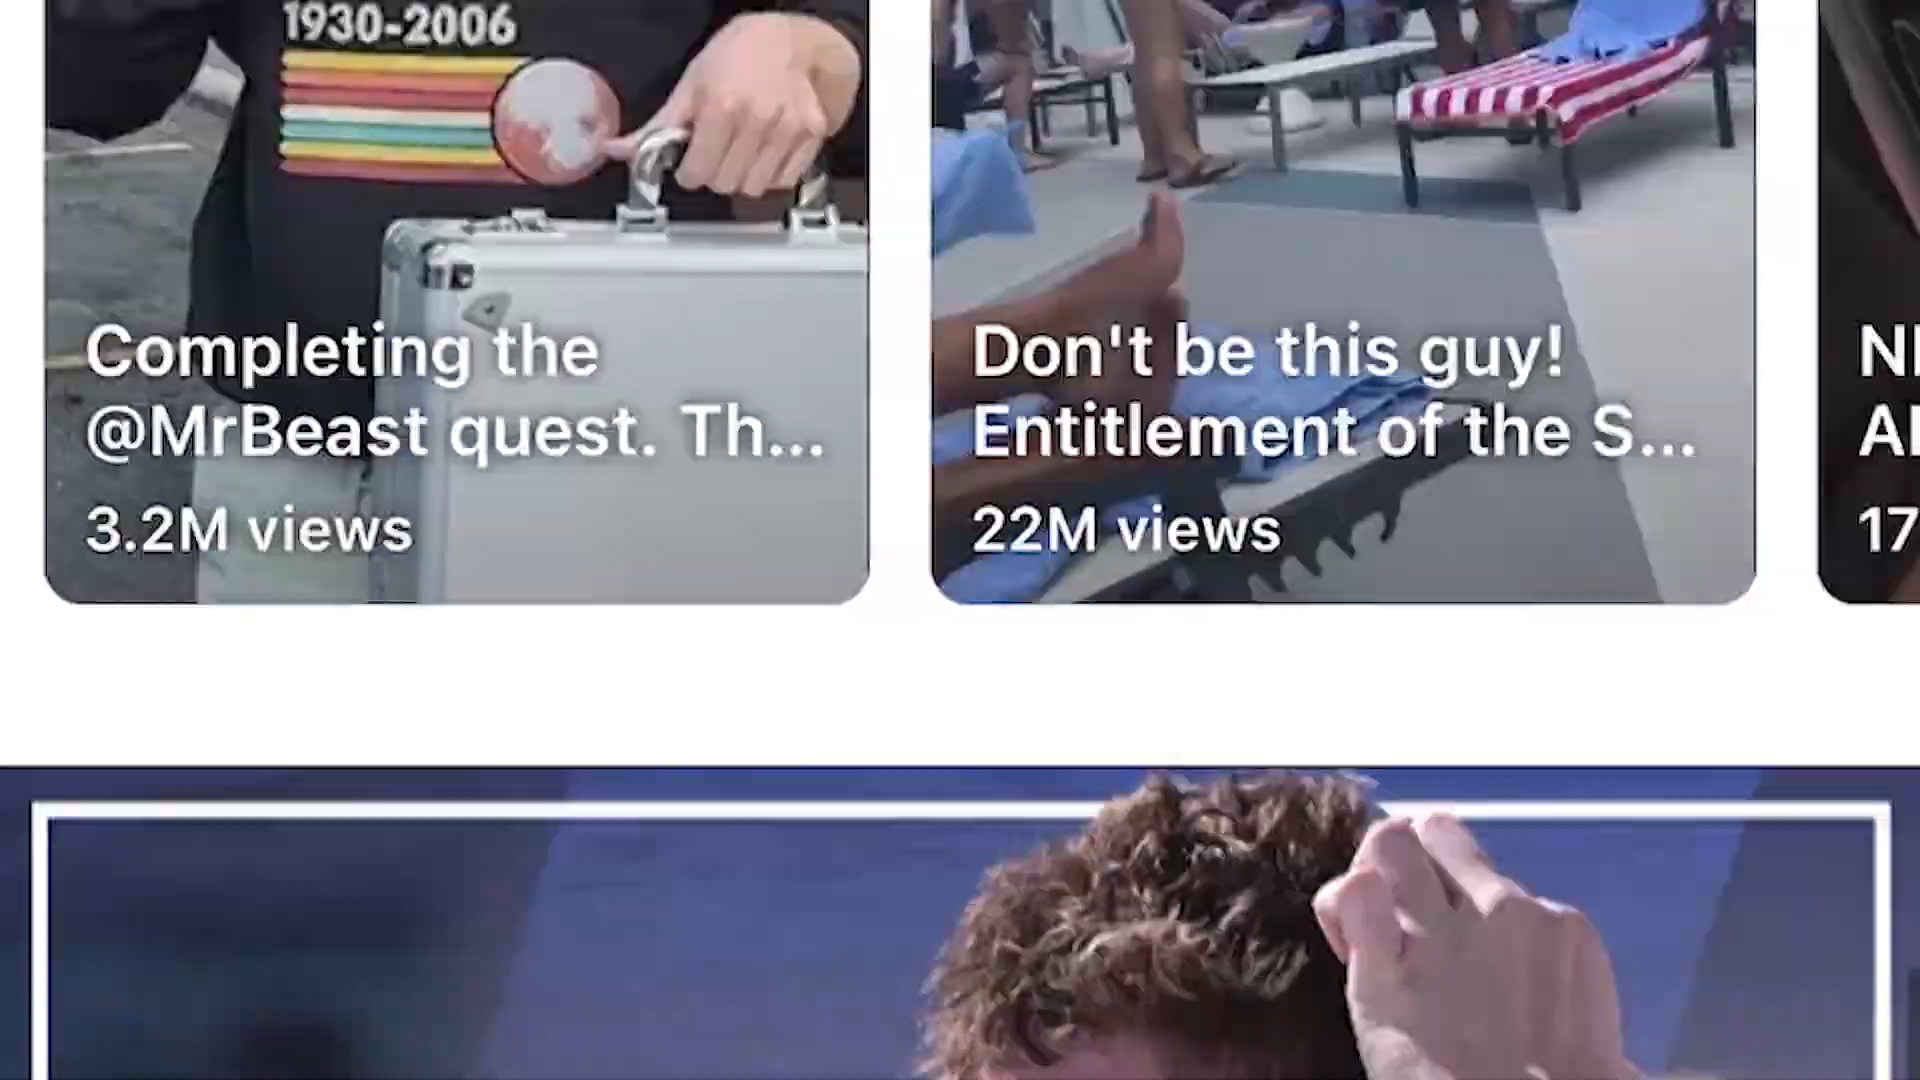 1930-2006
Completing the
@MrBeast quest. Th...
3.2M views
Don't be this guy!
Entitlement of the S...
22M views
17